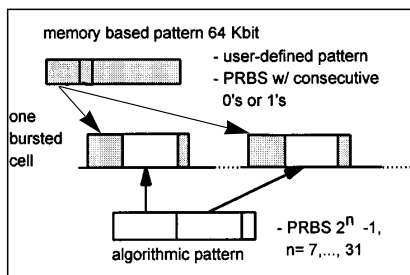 memory based pattern 64 Kbit
- user-defined pattern
- PRBS w/ consecutive
0's or 1's
one
bursted
cell
- PRBS 2^n -1,
n= 7,..., 31
algorithmic pattern